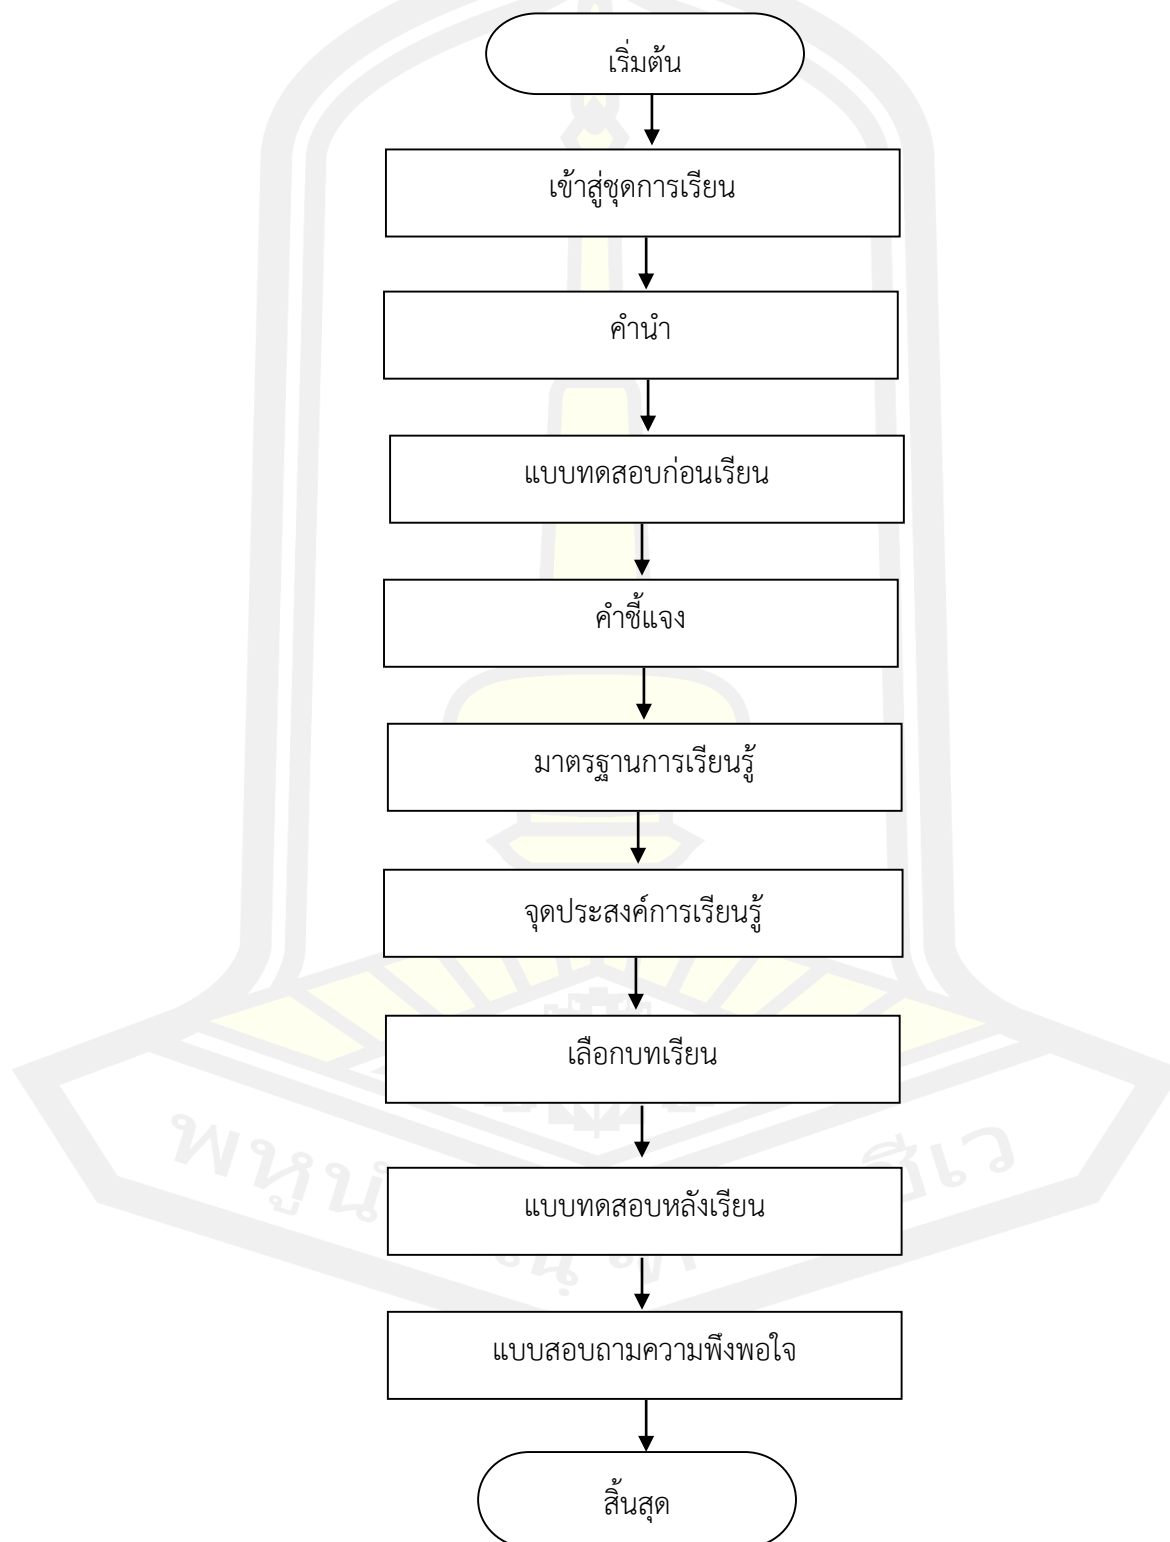 เริ่มต้น
เข้าสู่ชุดการเรียน
คำนำ
แบบทดสอบก่อนเรียน
คำชี้แจง
มาตรฐานการเรียนรู้
จุดประสงค์การเรียนรู้
เลือกบทเรียน
แบบทดสอบหลังเรียน
แบบสอบถามความพึงพอใจ
สิ้นสุด